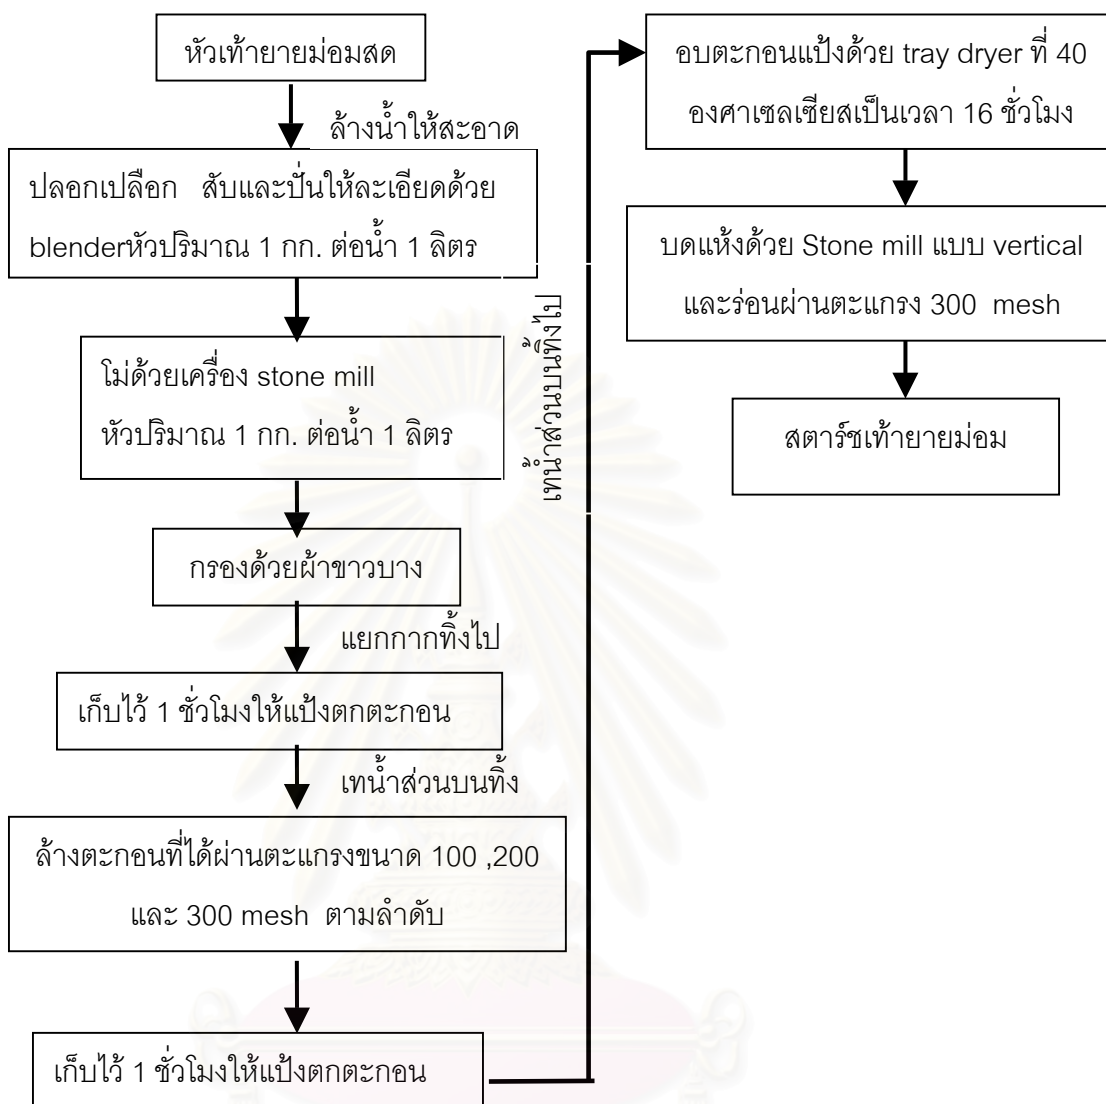 หัวเท้ายายม่อมสด
ล้างน้ำให้สะอาด
ปลอกเปลือก สับและปั่นให้ละเอียดด้วย
blenderหัวปริมาณ 1 กก. ต่อน้ำ 1 ลิตร
โม่ด้วยเครื่อง stone mill
หัวปริมาณ 1 กก. ต่อน้ำ 1 ลิตร
กรองด้วยผ้าขาวบาง
แยกกากทิ้งไป
เก็บไว้ 1 ชั่วโมงให้แป้งตกตะกอน
เทน้ำส่วนบนทิ้ง
ล้างตะกอนที่ได้ผ่านตะแกรงขนาด 100 ,200
และ 300 mesh ตามลำดับ
เก็บไว้ 1 ชั่วโมงให้แป้งตกตะกอน
เทน้ำส่วนบนทิ้งไป
อบตะกอนแป้งด้วย tray dryer ที่ 40
องศาเซลเซียสเป็นเวลา 16 ชั่วโมง
บดแห้งด้วย Stone mill แบบ vertical
และร่อนผ่านตะแกรง 300 mesh
สตาร์ชเท้ายายม่อม